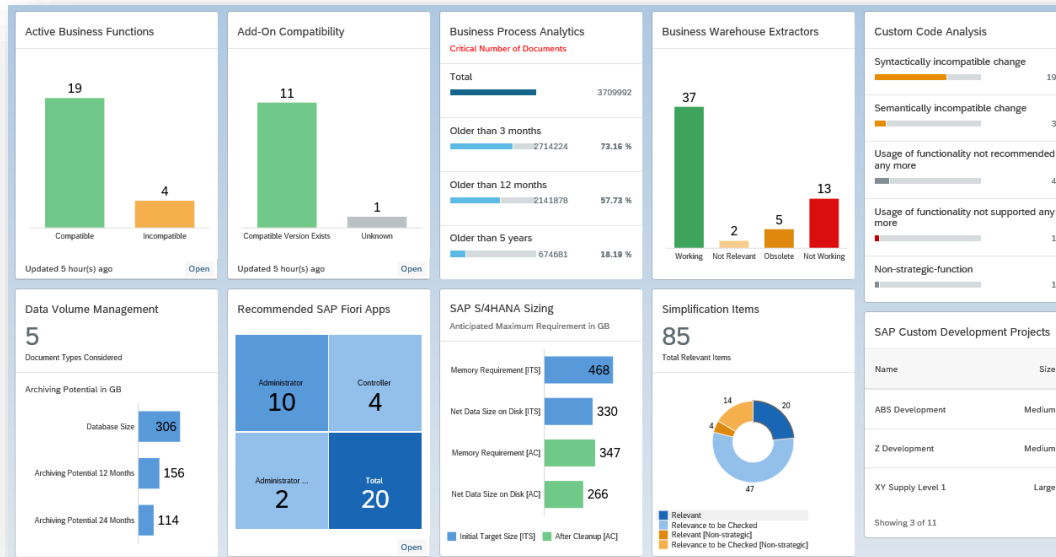 Active Business Functions
19
4
Compatible
Incompatible
Updated 5 hour(s) ago
Open
Add-On Compatibility
11
1
Compatible Version Exists
Unknown
Updated 5 hour(s) ago
Open
Business Process Analytics
Critical Number of Documents
Total
3709992
Older than 3 months
2714224 73.16 %
Older than 12 months
2141878 57.73 %
Older than 5 years
674681 18.19 %
Business Warehouse Extractors
37
2
5
13
Working
Not Relevant
Obsolete
Not Working
Custom Code Analysis
Syntactically incompatible change
Semantically incompatible change
Usage of functionality not recommended
any more
Usage of functionality not supported any
more
Non-strategic-function
Data Volume Management
5
Document Types Considered
Archiving Potential in GB
Database Size 306
Archiving Potential 12 Months 156
Archiving Potential 24 Months 114
Recommended SAP Fiori Apps
Administrator
10
Controller
4
Administrator ...
2
Total
20
Open
SAP S/4HANA Sizing
Anticipated Maximum Requirement in GB
Memory Requirement [ITS] 468
Net Data Size on Disk [ITS] 330
Memory Requirement [AC] 347
Net Data Size on Disk [AC] 266
Initial Target Size [ITS] After Cleanup [AC]
Simplification Items
85
Total Relevant Items
14
20
4
47
Relevant
Relevance to be Checked
Relevant [Non-strategic]
Relevance to be Checked [Non-strategic]
SAP Custom Development Projects
Name Size
ABS Development Medium
Z Development Medium
XY Supply Level 1 Large
Showing 3 of 11